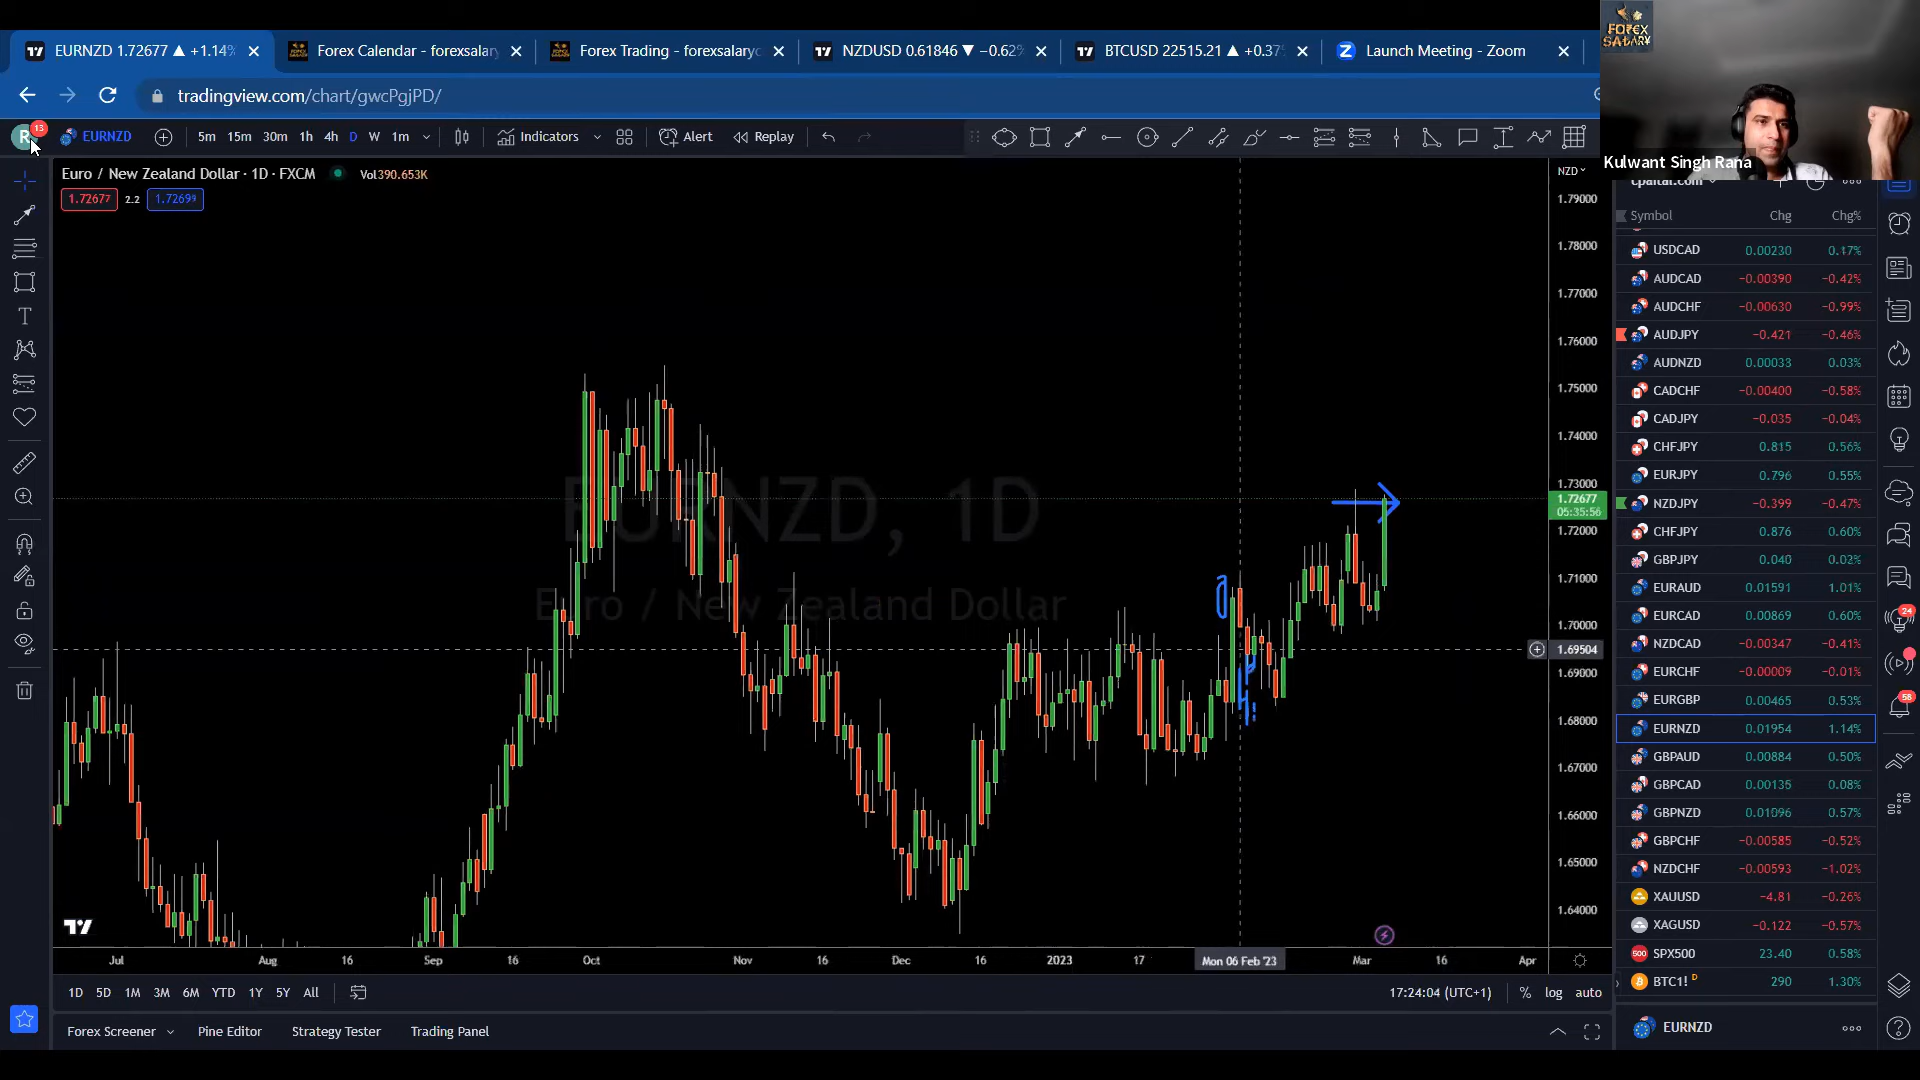 EURNZD 1.72677 ▲ +1.14%
Forex Calendar - forexsalary
Forex Trading - forexsalaryc
NZDUSD 0.61846 ▼ −0.62%
BTCUSD 22515.21 ▲ +0.37
Launch Meeting - Zoom
FOREX
SALARY
tradingview.com/chart/gwcPgjPD/
R 13
EURNZD
5m 15m 30m 1h 4h D W 1m
Indicators
Alert
Replay
Kulwant Singh Rana
Euro / New Zealand Dollar · 1D · FXCM
Vol390.653K
1.72677 2.2 1.72699
EURNZD, 1D
Euro / New Zealand Dollar
NZD
1.79000
1.78000
1.77000
1.76000
1.75000
1.74000
1.73000
1.72677
05:35:56
1.72000
1.71000
1.70000
1.69504
1.69000
1.68000
1.67000
1.66000
1.65000
1.64000
Jul Aug 16 Sep 16 Oct Nov 16 Dec 16 2023 17 Mon 06 Feb '23 Mar 16 Apr
1D 5D 1M 3M 6M YTD 1Y 5Y All
17:24:04 (UTC+1) % log auto
Forex Screener Pine Editor Strategy Tester Trading Panel
Symbol Chg Chg%
USDCAD 0.00230 0.17%
AUDCAD −0.00390 −0.42%
AUDCHF −0.00630 −0.99%
AUDJPY −0.421 −0.46%
AUDNZD 0.00033 0.03%
CADCHF −0.00400 −0.58%
CADJPY −0.035 −0.04%
CHFJPY 0.815 0.56%
EURJPY 0.796 0.55%
NZDJPY −0.399 −0.47%
CHFJPY 0.876 0.60%
GBPJPY 0.040 0.02%
EURAUD 0.01591 1.01%
EURCAD 0.00869 0.60%
NZDCAD −0.00347 −0.41%
EURCHF −0.00009 −0.01%
EURGBP 0.00465 0.53%
EURNZD 0.01954 1.14%
GBPAUD 0.00884 0.50%
GBPCAD 0.00135 0.08%
GBPNZD 0.01096 0.57%
GBPCHF −0.00585 −0.52%
NZDCHF −0.00593 −1.02%
XAUUSD −4.81 −0.26%
XAGUSD −0.122 −0.57%
500 SPX500 23.40 0.58%
BTC1! D 290 1.30%
EURNZD
24
58